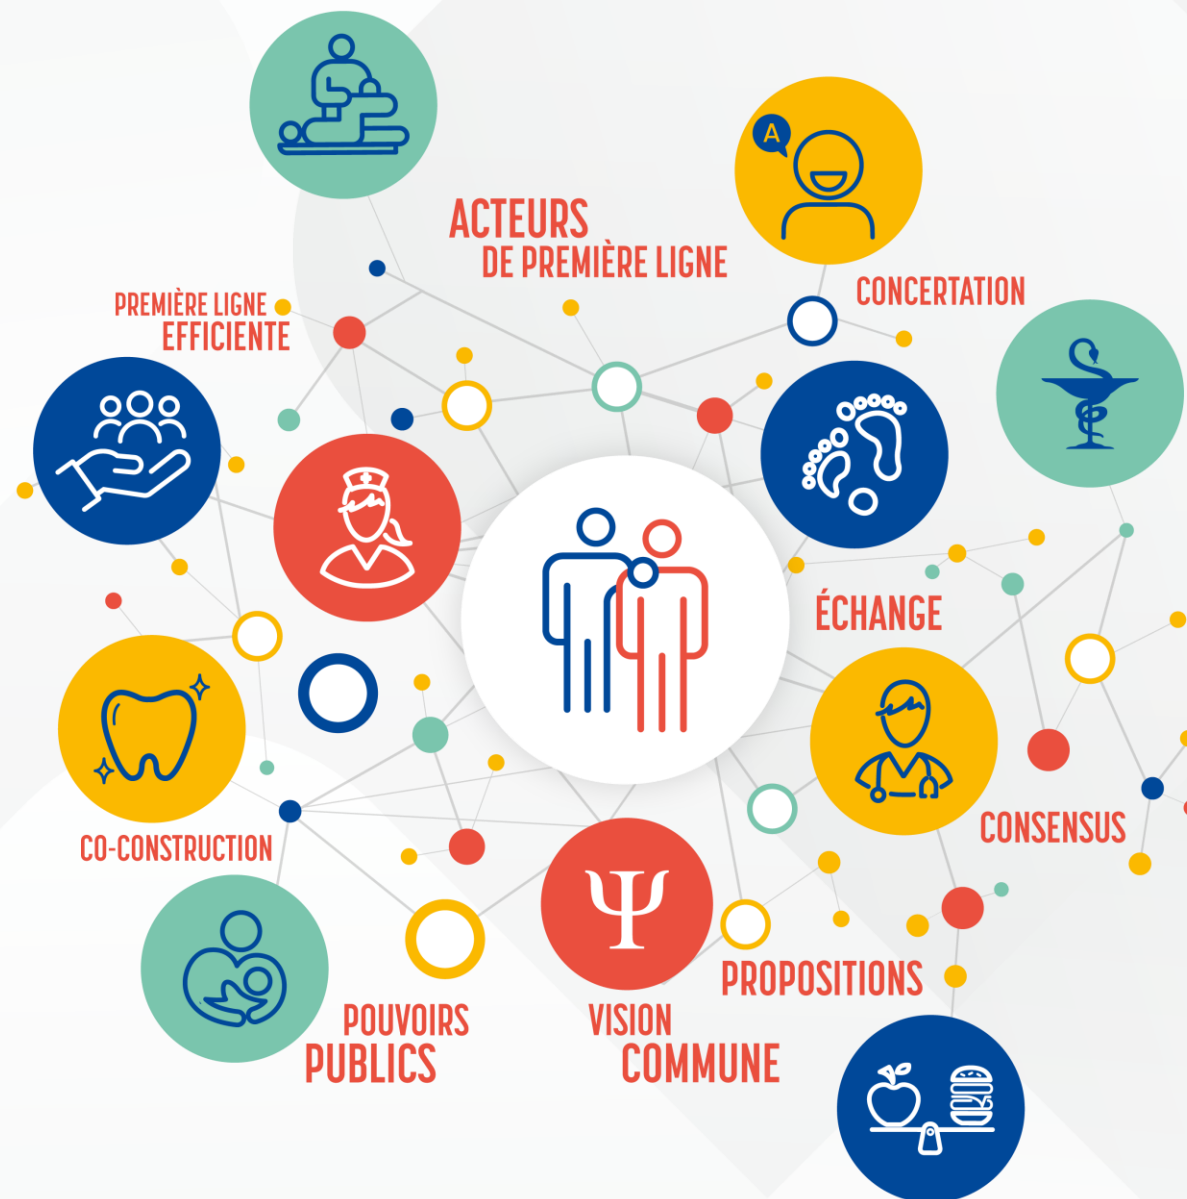 A
ACTEURS
DE PREMIÈRE LIGNE
CONCERTATION
PREMIÈRE LIGNE
EFFICIENTE
ÉCHANGE
CONSENSUS
CO-CONSTRUCTION
Ψ
PROPOSITIONS
POUVOIRS
PUBLICS
VISION
COMMUNE